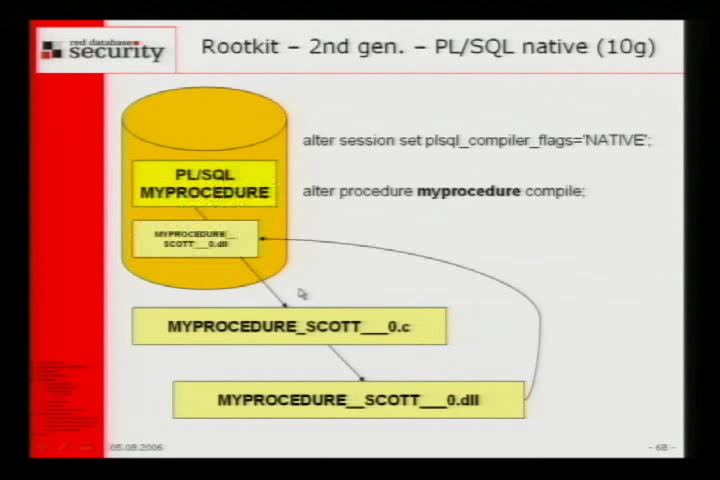 red database
security
Rootkit – 2nd gen. – PL/SQL native (10g)
alter session set plsql_compiler_flags='NATIVE';
PL/SQL
MYPROCEDURE
alter procedure myprocedure compile;
MYPROCEDURE__
SCOTT___0.dll
MYPROCEDURE_SCOTT___0.c
MYPROCEDURE__SCOTT___0.dll
05.08.2006
- 68 -